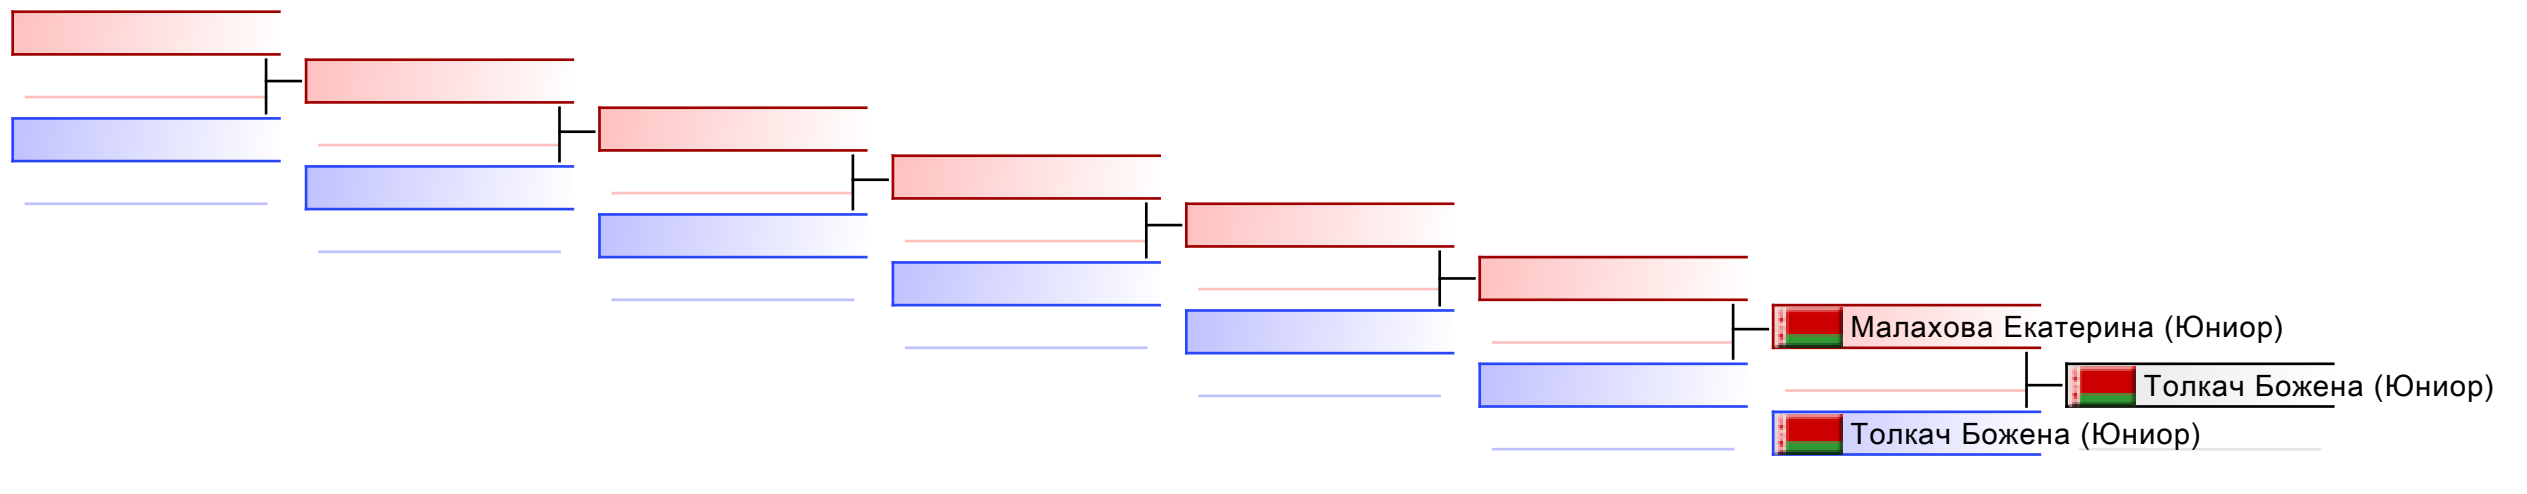 Малахова Екатерина (Юниор)
Толкач Божена (Юниор)
Толкач Божена (Юниор)